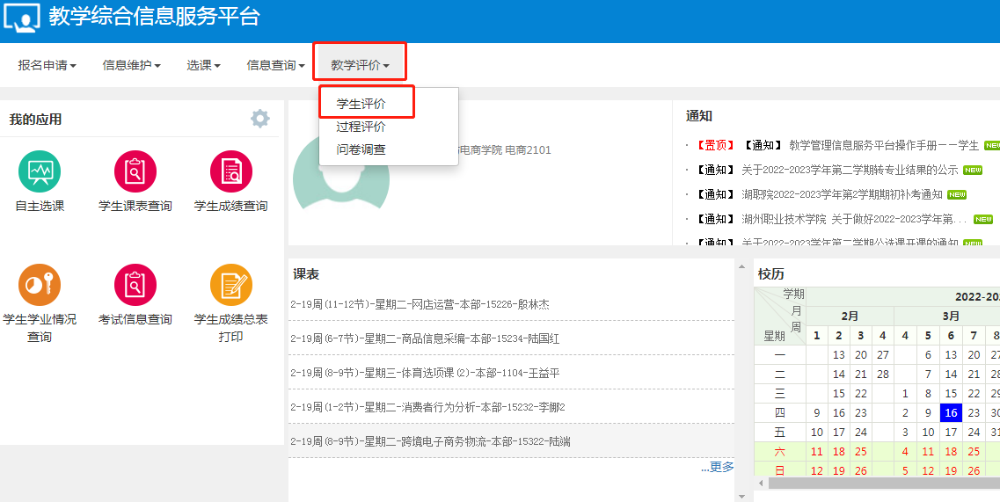 教学综合信息服务平台
报名申请 信息维护 选课 信息查询 教学评价
学生评价
过程评价
问卷调查
我的应用
自主选课 学生课表查询 学生成绩查询
学生学业情况查询 考试信息查询 学生成绩总表打印
电商学院 电商2101
通知
【置顶】 【通知】 教学管理信息服务平台操作手册——学生 NEW
【通知】 关于2022-2023学年第二学期转专业结果的公示 NEW
【通知】 湖职院2022-2023学年第2学期期初补考通知 NEW
【通知】 湖州职业技术学院 关于做好2022-2023学年第... NEW
【通知】 关于2022-2023学年第二学期公选课开课的通知 NEW
课表
2-19周(11-12节)-星期二-网店运营-本部-15226-殷林杰
2-19周(6-7节)-星期二-商品信息采编-本部-15234-陆国红
2-19周(8-9节)-星期三-体育选项课(2)-本部-1104-王益平
2-19周(1-2节)-星期二-消费者行为分析-本部-15232-李娜2
2-19周(8-9节)-星期二-跨境电子商务物流-本部-15322-陆端
...更多
校历
学期 2022-20
月 2月 3月
周
星期 1 2 3 4 4 5 6 7 8
一 13 20 27 6 13 20 27
二 14 21 28 7 14 21 28
三 15 22 1 8 15 22 29
四 9 16 23 2 9 16 23 30
五 10 17 24 3 10 17 24 31
六 11 18 25 4 11 18 25
日 12 19 26 5 12 19 26